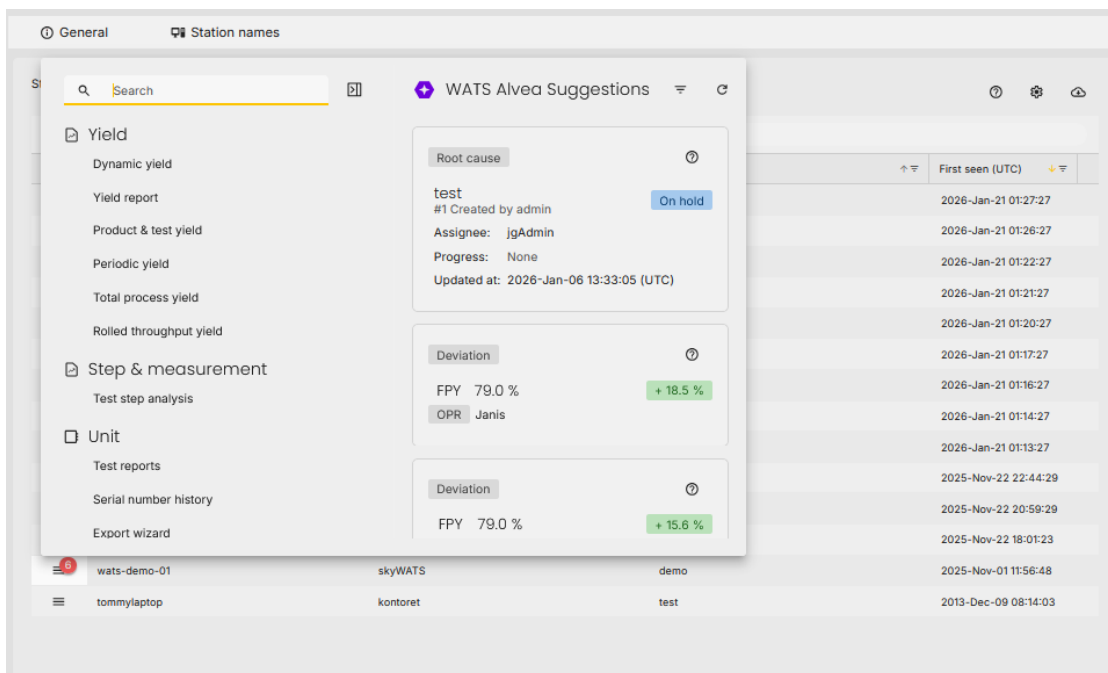 General
Station names
Search
WATS Alvea Suggestions
Yield
Dynamic yield
Yield report
Product & test yield
Periodic yield
Total process yield
Rolled throughput yield
Step & measurement
Test step analysis
Unit
Test reports
Serial number history
Export wizard
Root cause
test
On hold
#1 Created by admin
Assignee: jgAdmin
Progress: None
Updated at: 2026-Jan-06 13:33:05 (UTC)
Deviation
FPY 79.0 %
+ 18.5 %
OPR Janis
Deviation
FPY 79.0 %
+ 15.6 %
First seen (UTC)
2026-Jan-21 01:27:27
2026-Jan-21 01:26:27
2026-Jan-21 01:22:27
2026-Jan-21 01:21:27
2026-Jan-21 01:20:27
2026-Jan-21 01:17:27
2026-Jan-21 01:16:27
2026-Jan-21 01:14:27
2026-Jan-21 01:13:27
2025-Nov-22 22:44:29
2025-Nov-22 20:59:29
2025-Nov-22 18:01:23
6 wats-demo-01 skyWATS demo 2025-Nov-01 11:56:48
tommylaptop kontoret test 2013-Dec-09 08:14:03